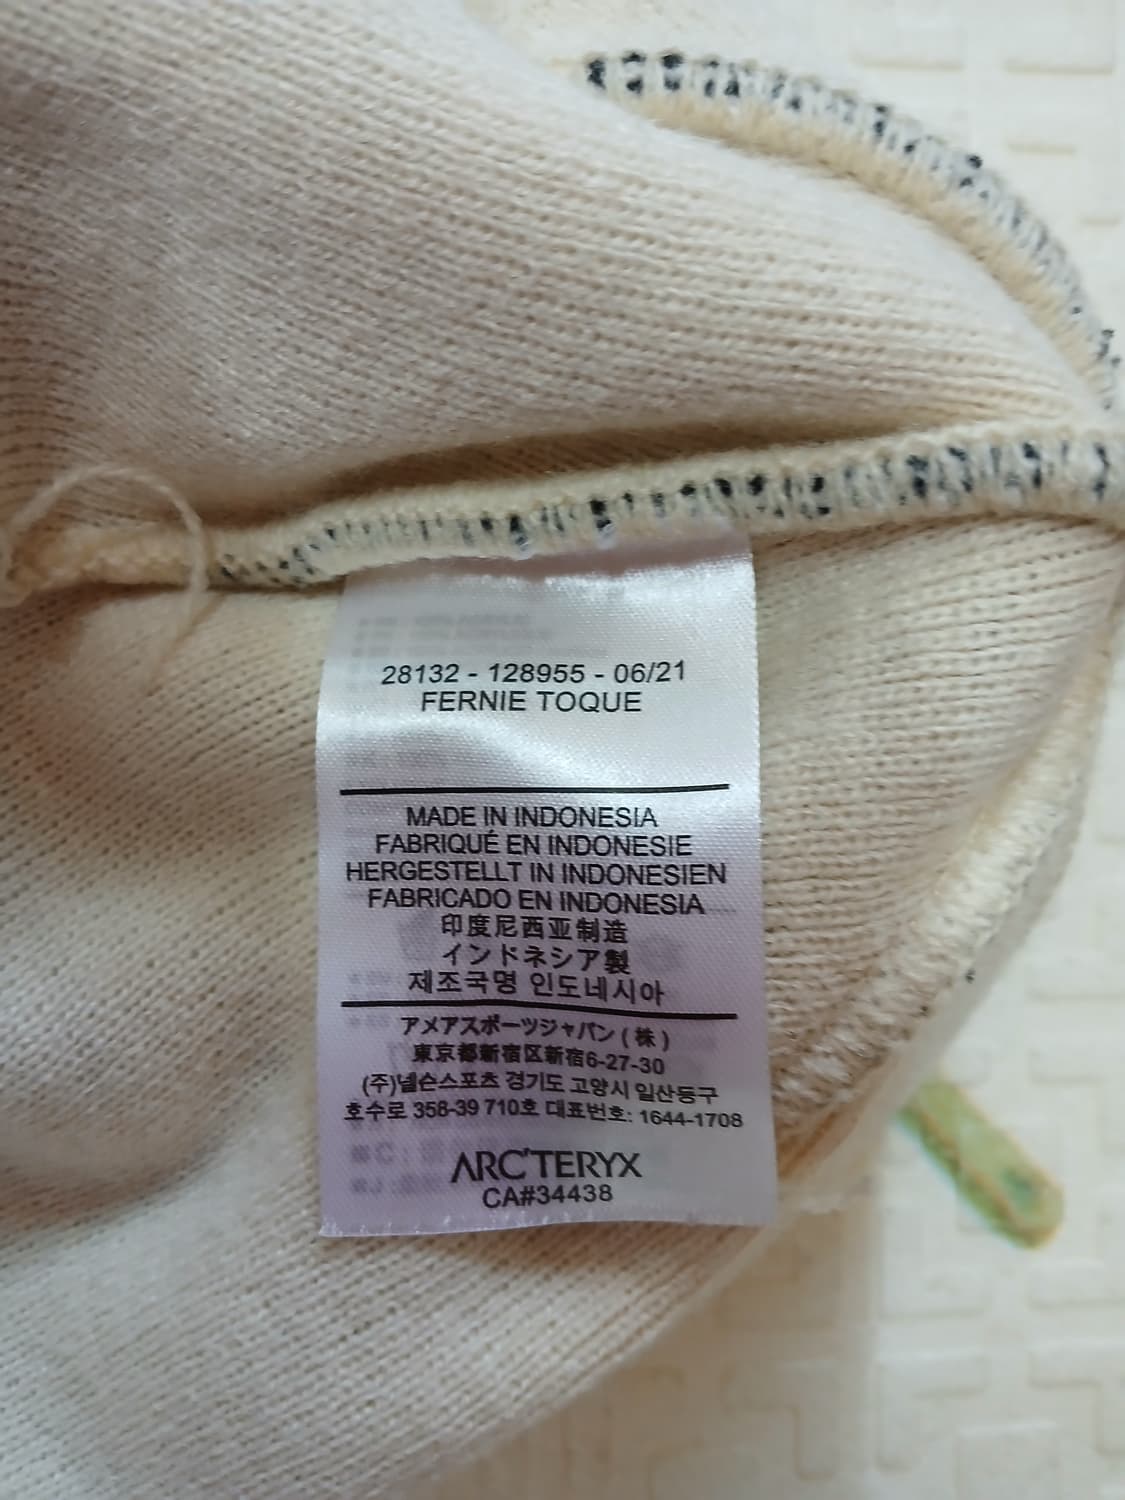 28132 - 128955 - 06/21
FERNIE TOQUE
MADE IN INDONESIA
FABRIQUÉ EN INDONESIE
HERGESTELLT IN INDONESIEN
FABRICADO EN INDONESIA
印度尼西亚制造
インドネシア製
제조국명 인도네시아
アメアスポーツジャパン ( 株 )
東京都新宿区新宿6-27-30
(주)넬슨스포츠 경기도 고양시 일산동구
호수로 358-39 710호 대표번호: 1644-1708
ARC'TERYX
CA#34438